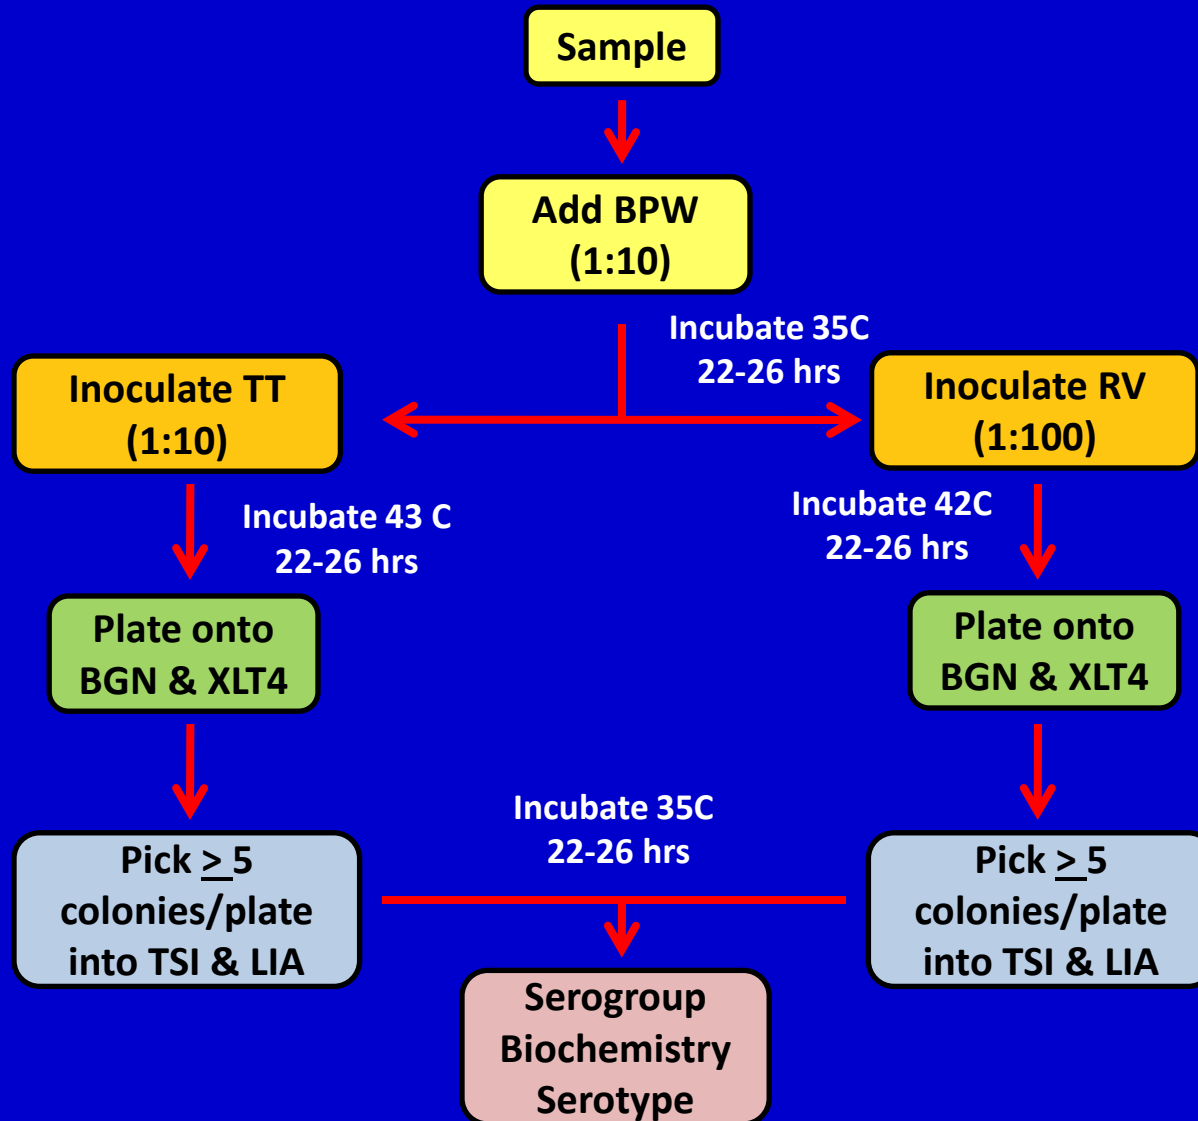 Sample
Add BPW
(1:10)
Incubate 35C
22-26 hrs
Inoculate TT
(1:10)
Inoculate RV
(1:100)
Incubate 43 C
22-26 hrs
Incubate 42C
22-26 hrs
Plate onto
BGN & XLT4
Plate onto
BGN & XLT4
Incubate 35C
22-26 hrs
Pick > 5
colonies/plate
into TSI & LIA
Pick > 5
colonies/plate
into TSI & LIA
Serogroup
Biochemistry
Serotype